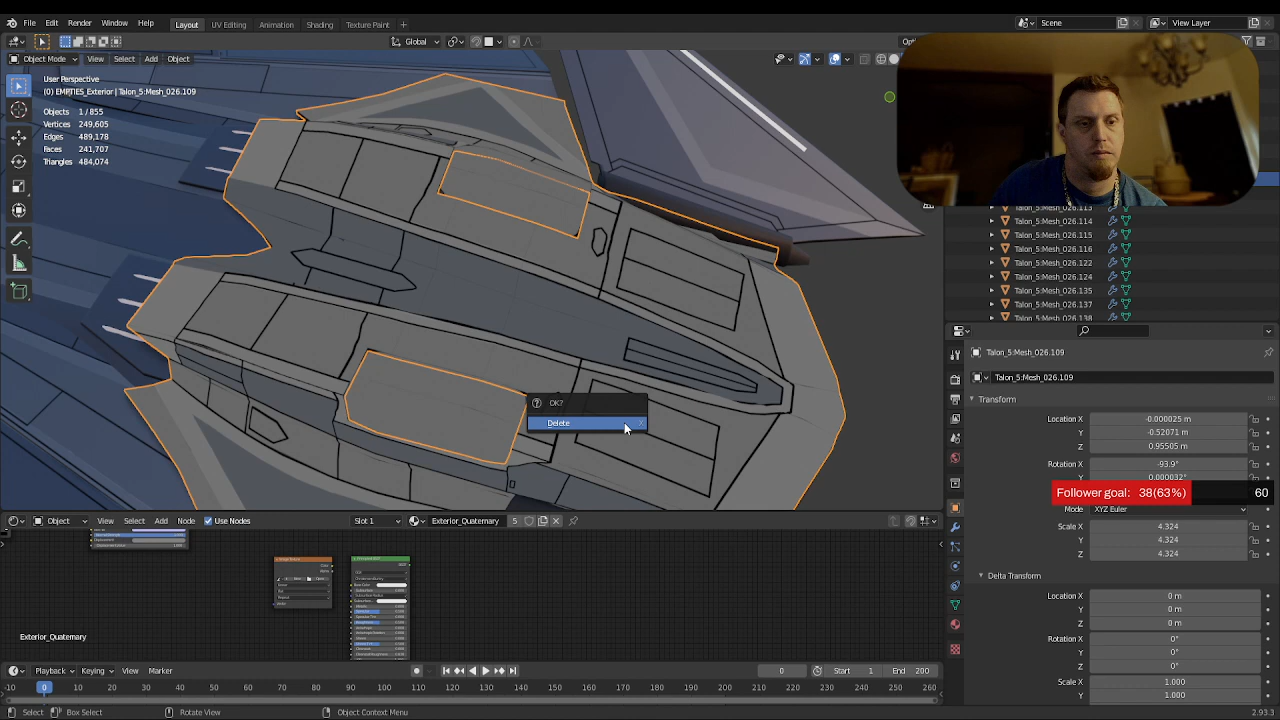 File Edit Render Window Help
Layout UV Editing Animation Shading Texture Paint +
Scene
View Layer
Global
Object Mode View Select Add Object
User Perspective
(0) EMPTIES_Exterior | Talon_5:Mesh_026.109
Objects 1 / 855
Vertices 249,605
Edges 489,178
Faces 241,707
Triangles 484,074
Talon_5:Mesh_026.113
Talon_5:Mesh_026.114
Talon_5:Mesh_026.115
Talon_5:Mesh_026.116
Talon_5:Mesh_026.122
Talon_5:Mesh_026.124
Talon_5:Mesh_026.135
Talon_5:Mesh_026.137
Talon_5:Mesh_026.138
OK?
Delete X
Talon_5:Mesh_026.109
Talon_5:Mesh_026.109
Transform
Location X -0.000025 m
Y -0.52071 m
Z 0.95505 m
Rotation X -93.9°
Y 0.000032°
Follower goal: 38(63%) 60
Mode XYZ Euler
Scale X 4.324
Y 4.324
Z 4.324
Delta Transform
Location X 0 m
Y 0 m
Z 0 m
Rotation X 0°
Y 0°
Z 0°
Scale X 1.000
Y 1.000
Object View Select Add Node Use Nodes Slot 1 Exterior_Quaternary 5
Exterior_Quaternary
Playback Keying View Marker 0 Start 1 End 200
-10 0 10 20 30 40 50 60 70 80 90 100 110 120 130 140 150 160 170 180 190 200 210 220 230 240 250 260
Select Box Select Rotate View Object Context Menu 2.93.3